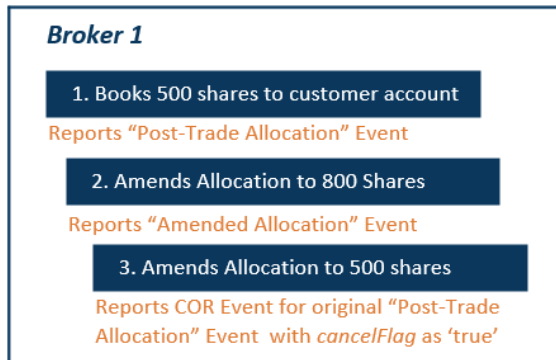 Broker 1
1. Books 500 shares to customer account
Reports “Post-Trade Allocation” Event
2. Amends Allocation to 800 Shares
Reports “Amended Allocation” Event
3. Amends Allocation to 500 shares
Reports COR Event for original “Post-Trade
Allocation” Event with cancelFlag as ‘true’